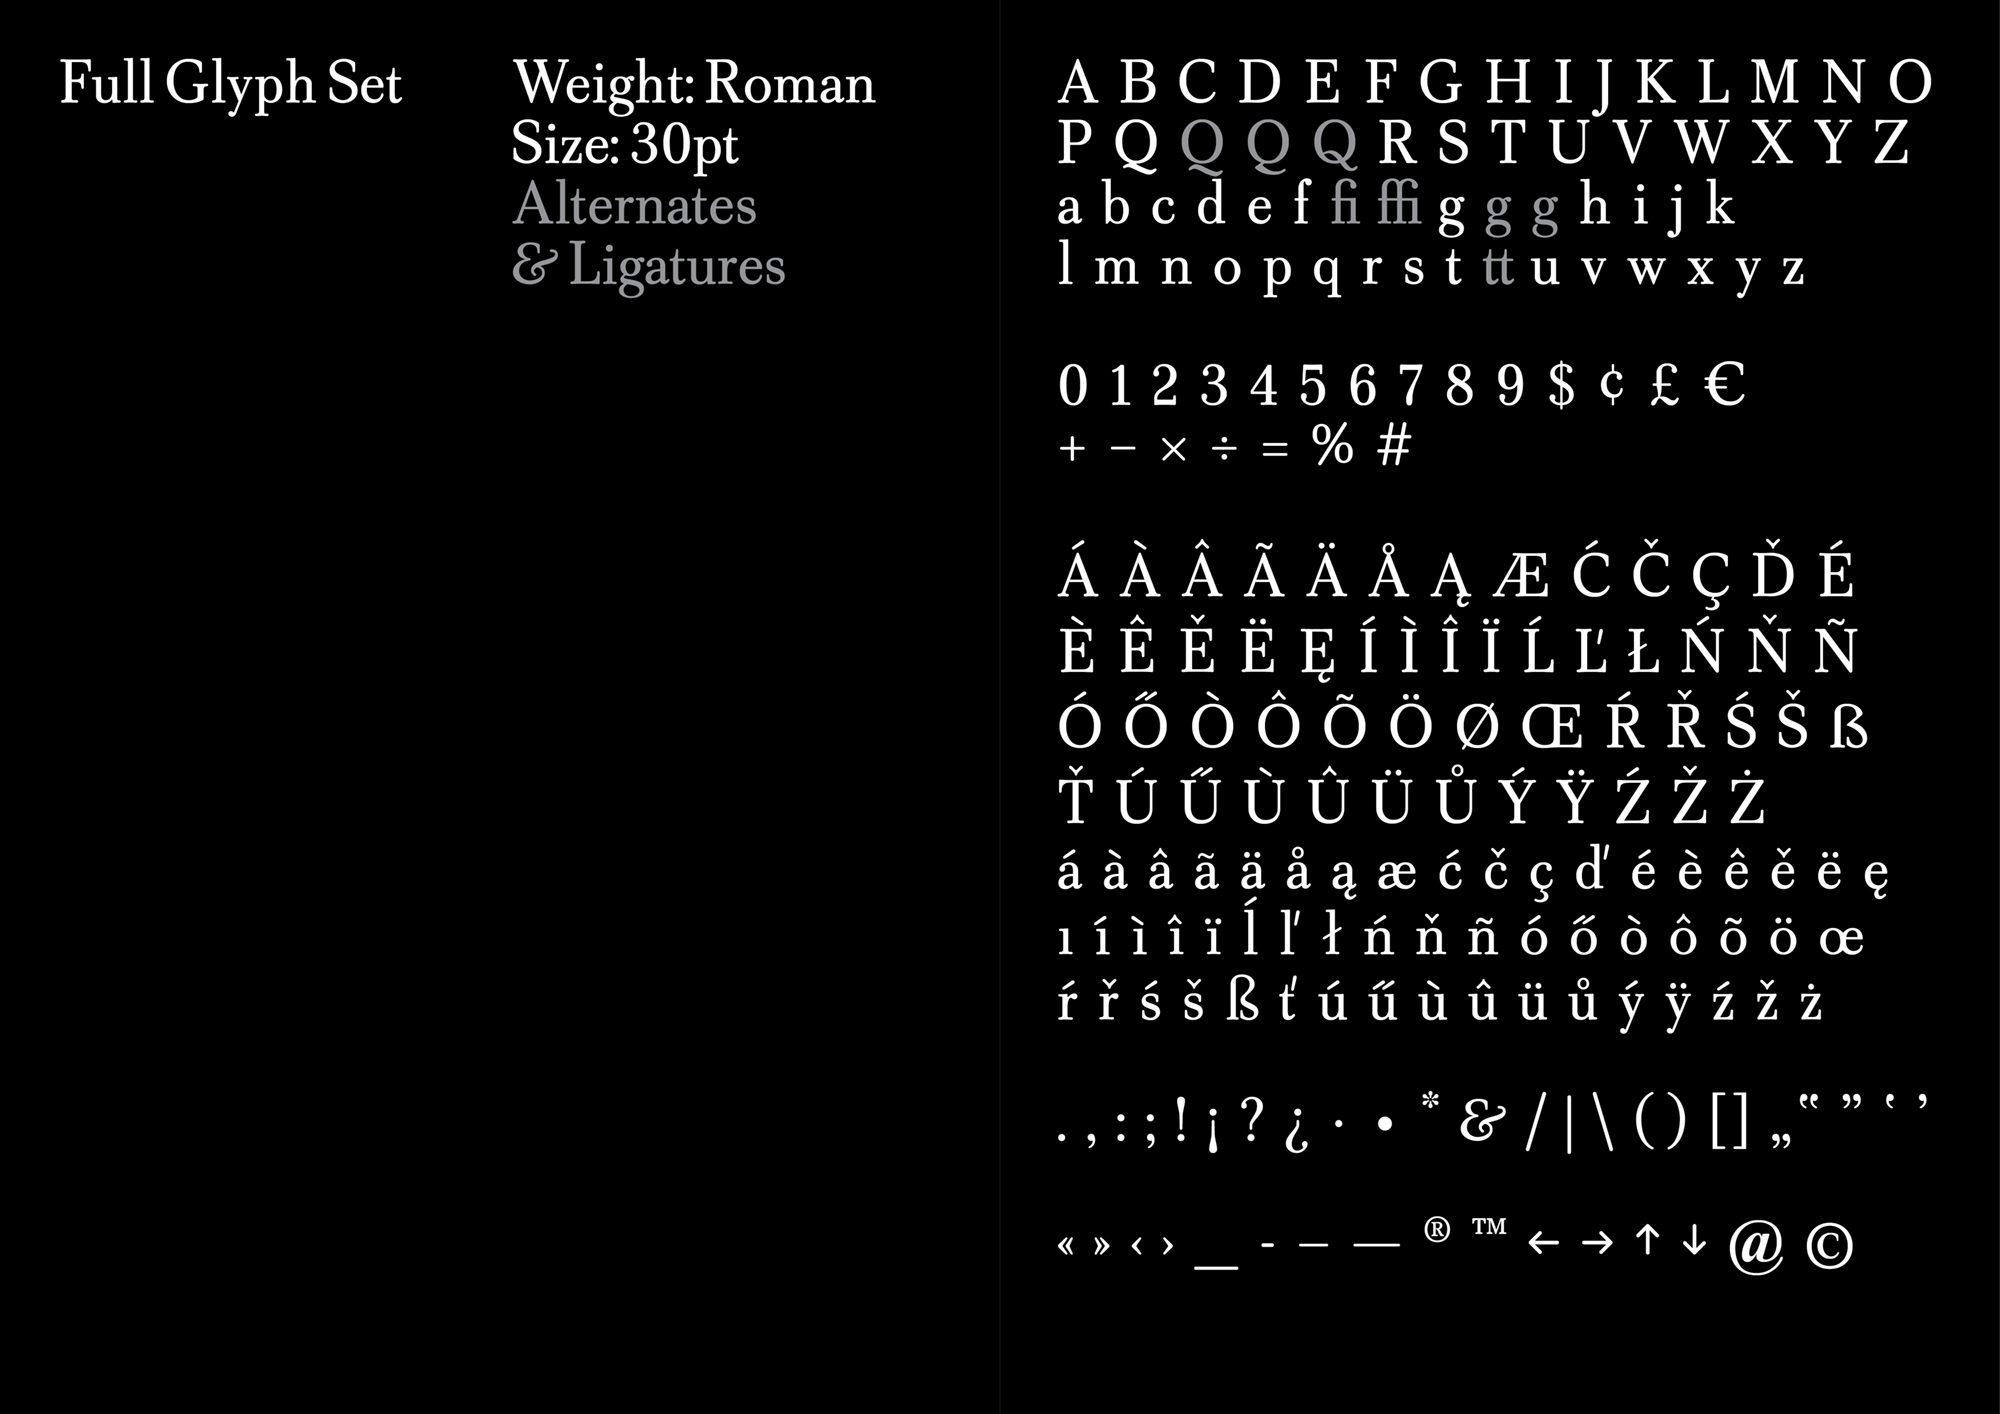 Full Glyph Set
Weight: Roman
Size: 30pt
Alternates
& Ligatures
A B C D E F G H I J K L M N O
P Q Q Q Q R S T U V W X Y Z
a b c d e f fi ffi g g g h i j k
l m n o p q r s t tt u v w x y z
0 1 2 3 4 5 6 7 8 9 $ ¢ £ €
+ − × ÷ = % #
Á À Â Ã Ä Å Ą Æ Ć Č Ç Ď É
È Ê Ě Ë Ę Í Ì Î Ï Ĺ Ľ Ł Ń Ň Ñ
Ó Ő Ò Ô Õ Ö Ø Œ Ŕ Ř Ś Š ẞ
Ť Ú Ű Ù Û Ü Ů Ý Ÿ Ź Ž Ż
á à â ã ä å ą æ ć č ç ď é è ê ě ë ę
ı í ì î ï ĺ ľ ł ń ň ñ ó ő ò ô õ ö œ
ŕ ř ś š ß ť ú ű ù û ü ů ý ÿ ź ž ż
. , : ; ! ¡ ? ¿ · • * & / | \ ( ) [ ] „ ‟ ” ‛ ’
« » ‹ › _ - – — ® ™ ← → ↑ ↓ @ ©